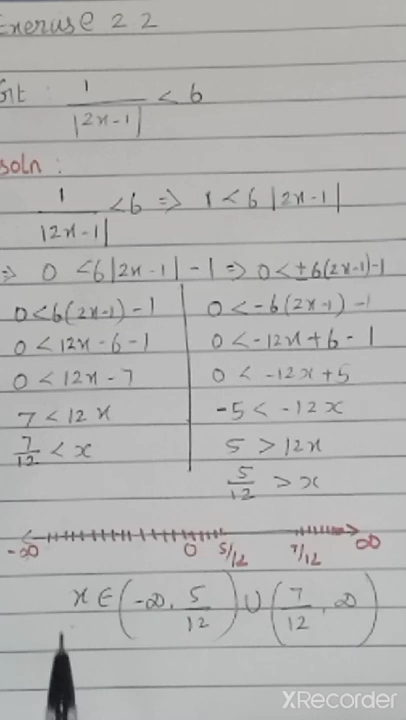 Exercise 2 2
Git : 1/|2x-1| < 6
soln :
1/|2x-1| < 6 => 1 < 6 |2x-1|
=> 0 < 6|2x-1| - 1 => 0 < ±6(2x-1)-1
0 < 6(2x-1) - 1 0 < -6(2x-1) - 1
0 < 12x - 6 - 1 0 < -12x + 6 - 1
0 < 12x - 7 0 < -12x + 5
7 < 12x -5 < -12x
7/12 < x 5 > 12x
5/12 > x
-∞ 0 5/12 7/12 ∞
x ∈ (-∞, 5/12) ∪ (7/12, ∞)
XRecorder